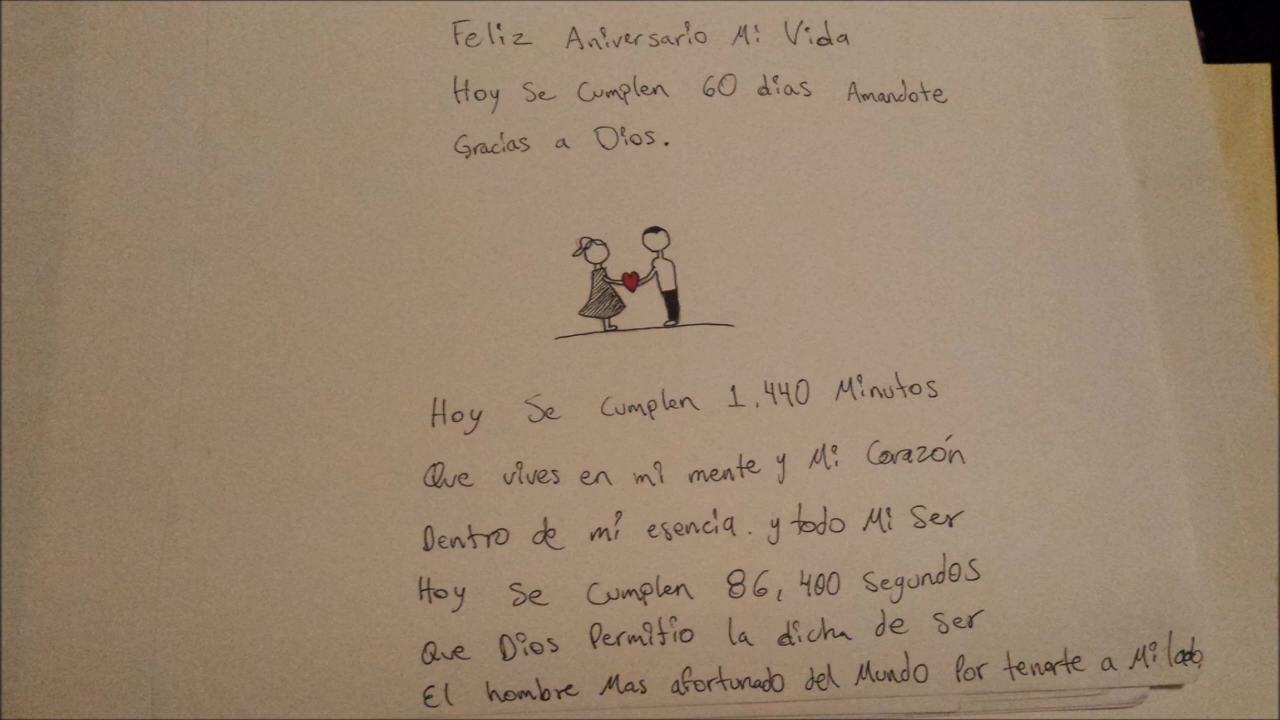 Feliz Aniversario Mi Vida
Hoy Se Cumplen 60 dias Amandote
Gracias a Dios.
Hoy Se Cumplen 1.440 Minutos
Que vives en mi mente y Mi Corazón
Dentro de mi esencia. y todo Mi Ser
Hoy Se Cumplen 86,400 Segundos
Que Dios Permitio la dicha de Ser
El hombre Mas afortunado del Mundo Por tenerte a Mi lado